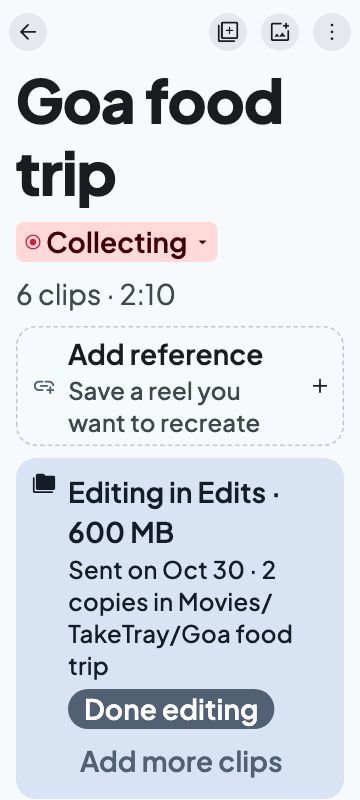 Goa food
trip
Collecting
6 clips · 2:10
Add reference
Save a reel you
want to recreate
Editing in Edits ·
600 MB
Sent on Oct 30 · 2
copies in Movies/
TakeTray/Goa food
trip
Done editing
Add more clips